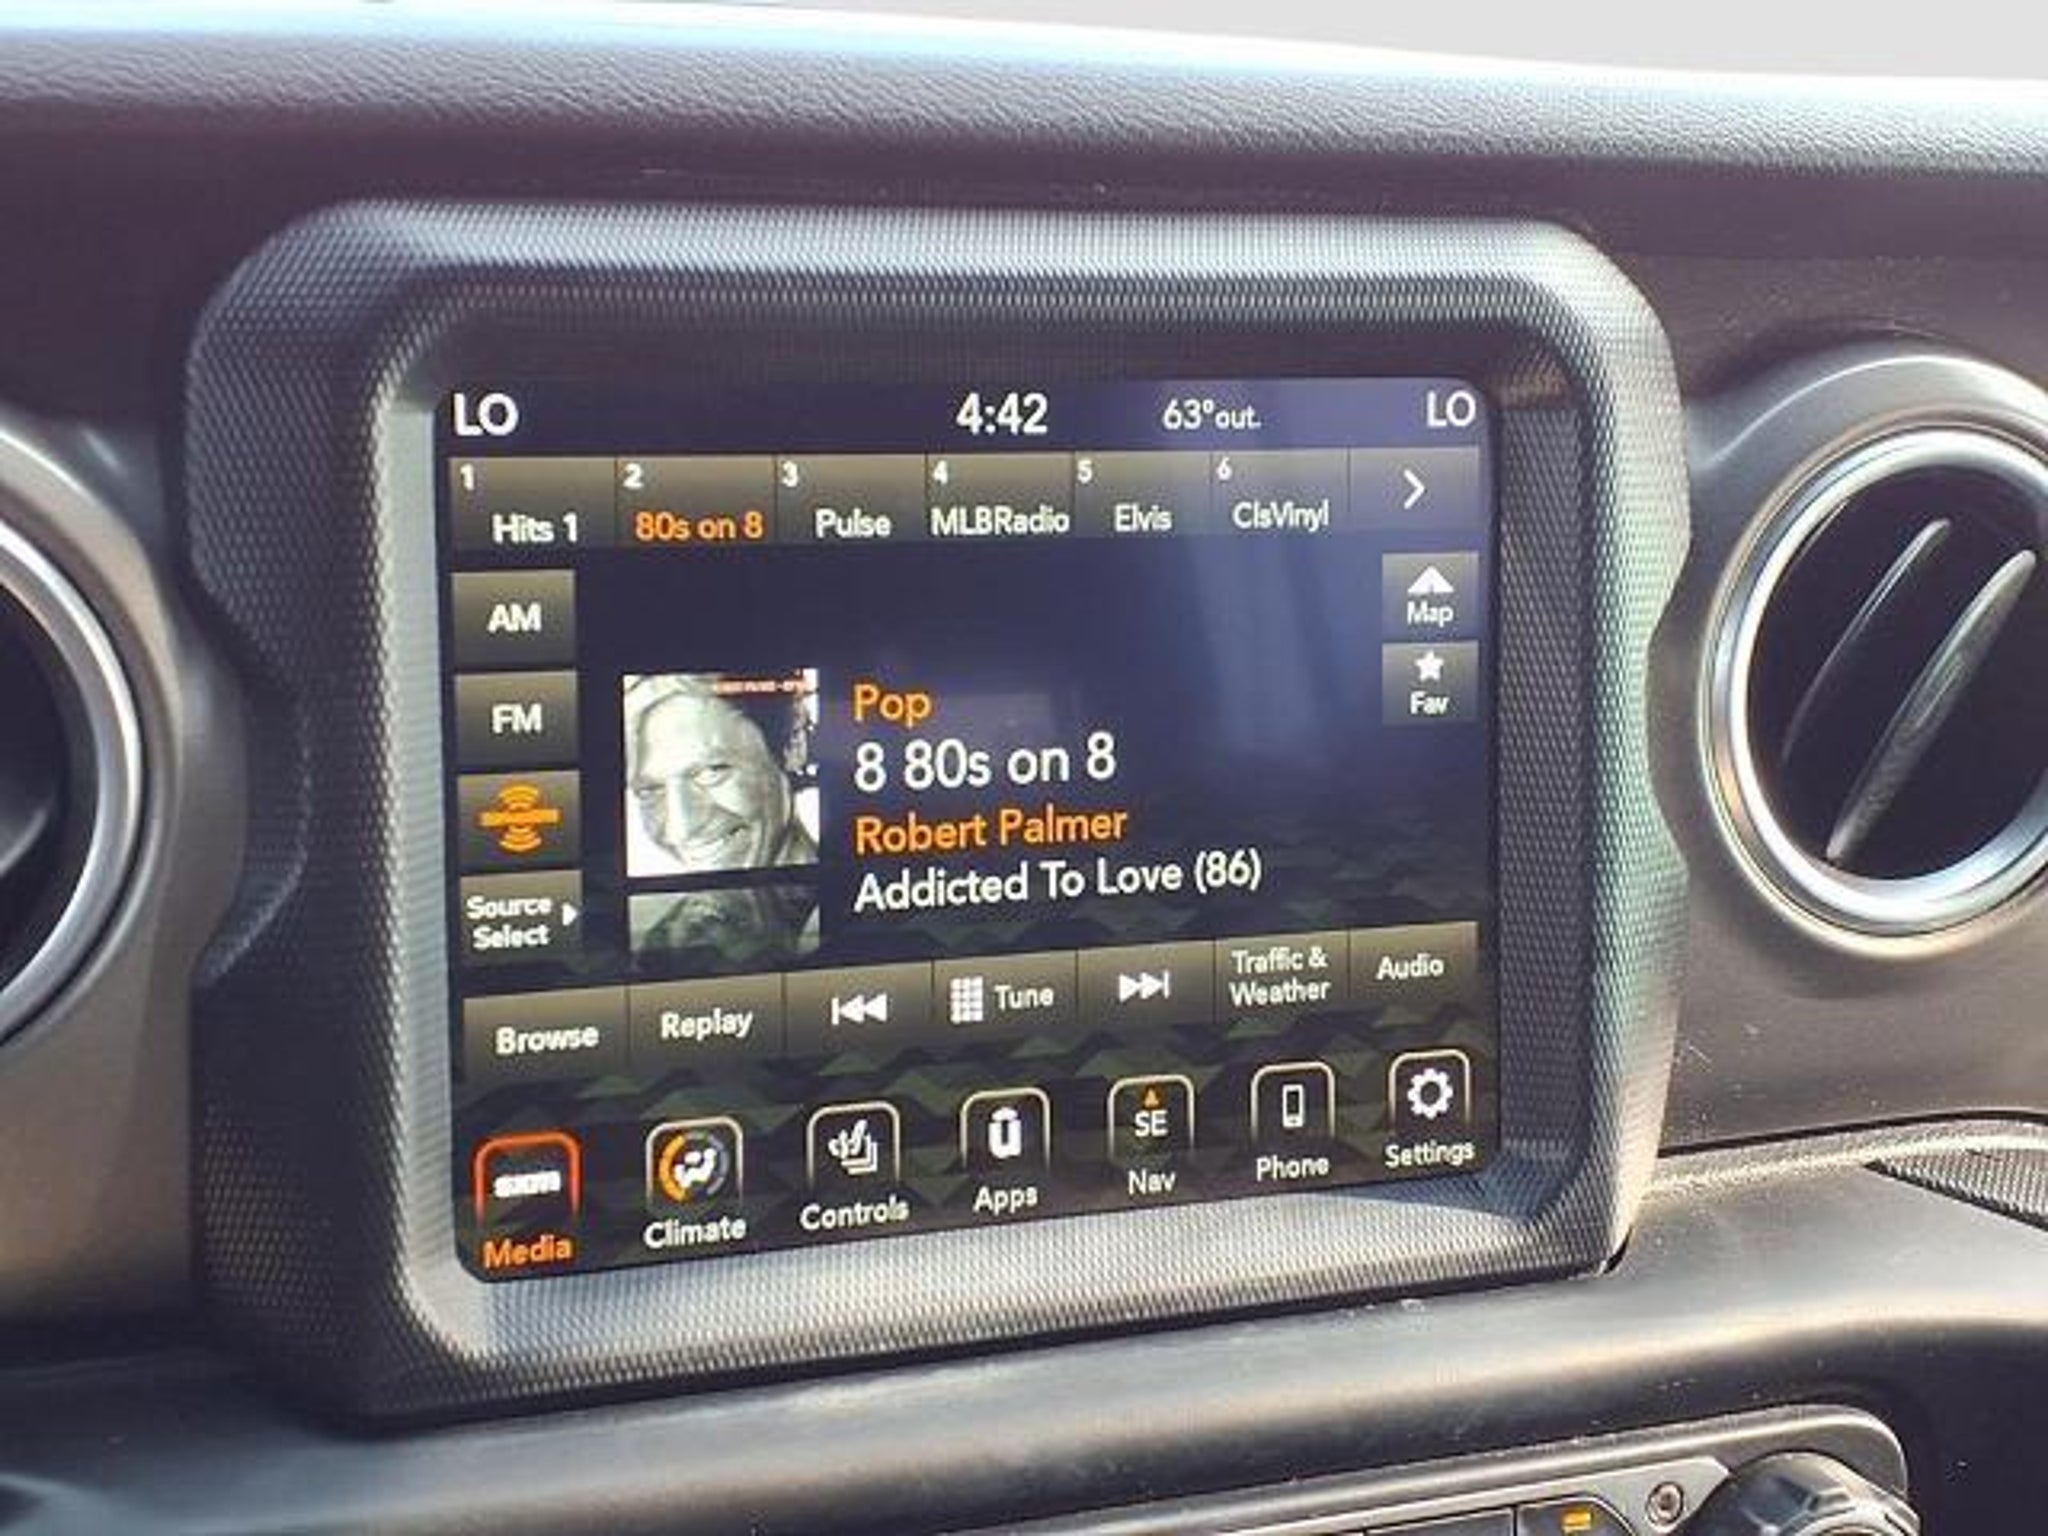 LO 4:42 63°out. LO
1 2 3 4 5 6
Hits 1 80s on 8 Pulse MLBRadio Elvis ClsVinyl
AM
Map
FM
Fav
Pop
8 80s on 8
Robert Palmer
Addicted To Love (86)
Source
Select
Browse Replay Tune Traffic & Audio
Weather
SE
Media Climate Controls Apps Nav Phone Settings